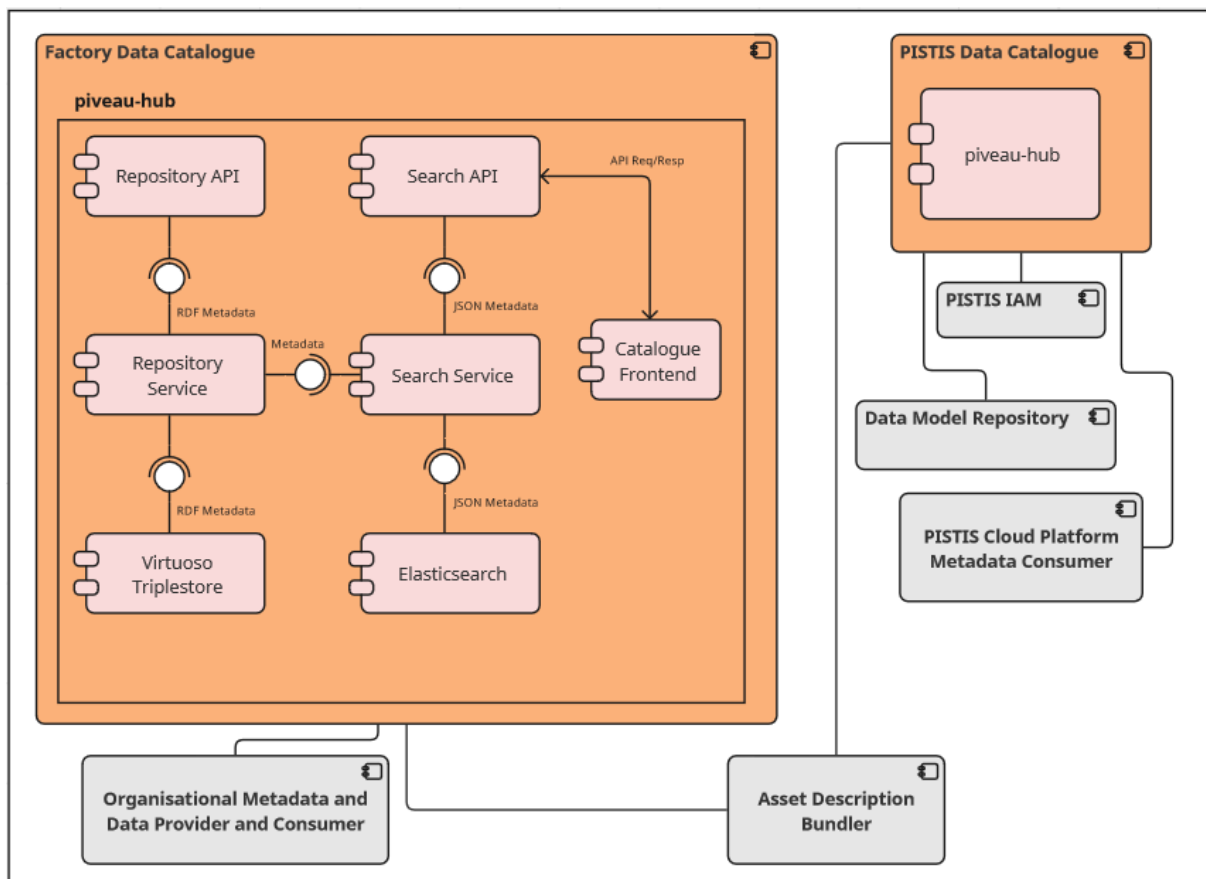 Factory Data Catalogue
piveau-hub
Repository API
Search API
API Req/Resp
RDF Metadata
JSON Metadata
Repository
Service
Metadata
Search Service
Catalogue
Frontend
RDF Metadata
JSON Metadata
Virtuoso
Triplestore
Elasticsearch
PISTIS Data Catalogue
piveau-hub
PISTIS IAM
Data Model Repository
PISTIS Cloud Platform
Metadata Consumer
Organisational Metadata and
Data Provider and Consumer
Asset Description
Bundler